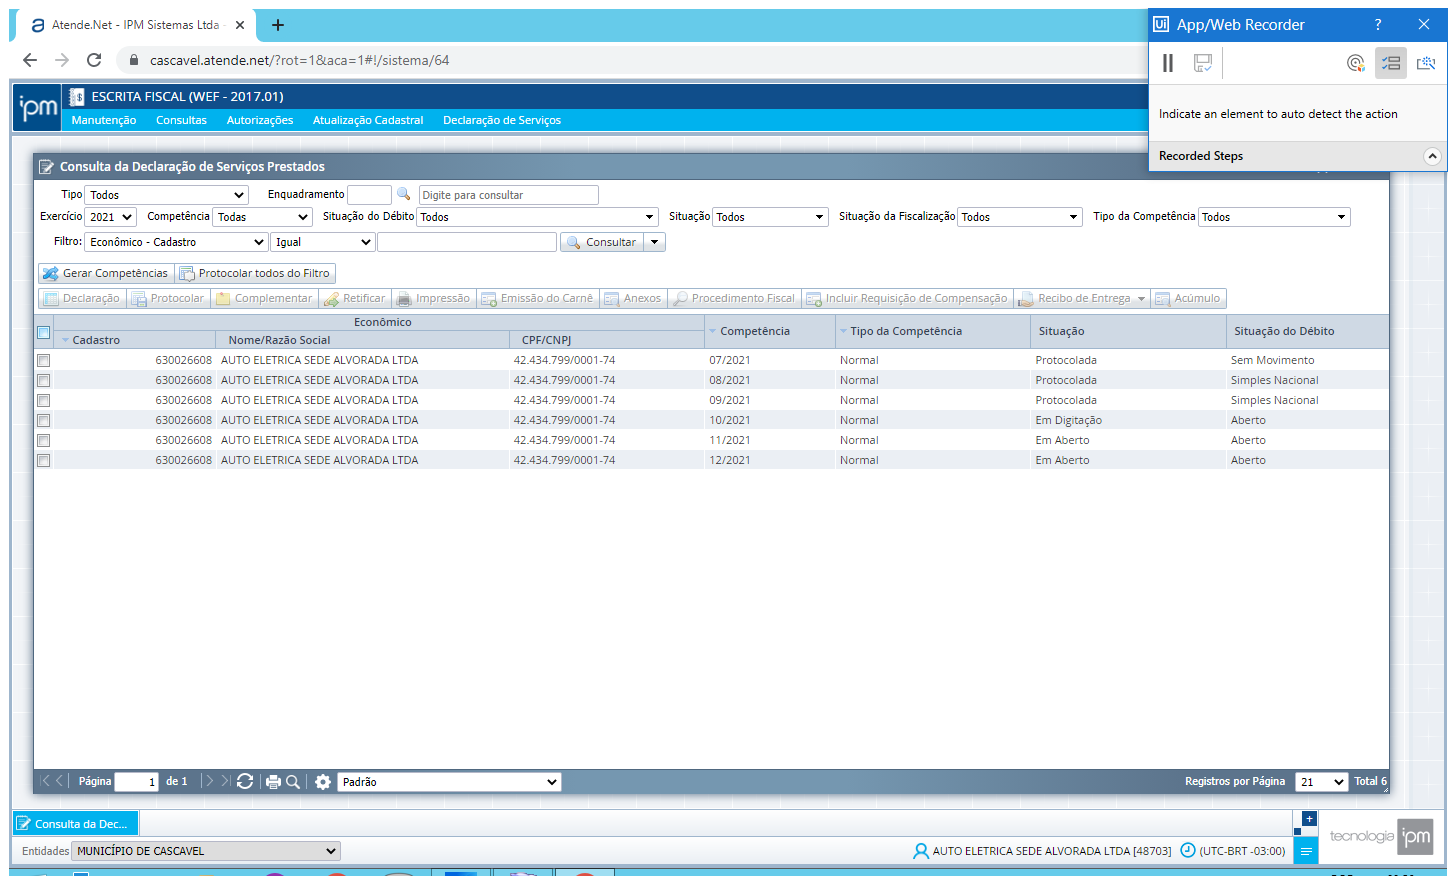 Atende.Net - IPM Sistemas Ltda
cascavel.atende.net/?rot=1&aca=1#!/sistema/64
Ui App/Web Recorder ?
Indicate an element to auto detect the action
Recorded Steps
ipm
ESCRITA FISCAL (WEF - 2017.01)
Manutenção Consultas Autorizações Atualização Cadastral Declaração de Serviços
Consulta da Declaração de Serviços Prestados
Tipo Todos Enquadramento Digite para consultar
Exercício 2021 Competência Todas Situação do Débito Todos Situação Todos Situação da Fiscalização Todos Tipo da Competência Todos
Filtro: Econômico - Cadastro Igual Consultar
Gerar Competências Protocolar todos do Filtro
Declaração Protocolar Complementar Retificar Impressão Emissão do Carnê Anexos Procedimento Fiscal Incluir Requisição de Compensação Recibo de Entrega Acúmulo
Econômico
Cadastro Nome/Razão Social CPF/CNPJ Competência Tipo da Competência Situação Situação do Débito
630026608 AUTO ELETRICA SEDE ALVORADA LTDA 42.434.799/0001-74 07/2021 Normal Protocolada Sem Movimento
630026608 AUTO ELETRICA SEDE ALVORADA LTDA 42.434.799/0001-74 08/2021 Normal Protocolada Simples Nacional
630026608 AUTO ELETRICA SEDE ALVORADA LTDA 42.434.799/0001-74 09/2021 Normal Protocolada Simples Nacional
630026608 AUTO ELETRICA SEDE ALVORADA LTDA 42.434.799/0001-74 10/2021 Normal Em Digitação Aberto
630026608 AUTO ELETRICA SEDE ALVORADA LTDA 42.434.799/0001-74 11/2021 Normal Em Aberto Aberto
630026608 AUTO ELETRICA SEDE ALVORADA LTDA 42.434.799/0001-74 12/2021 Normal Em Aberto Aberto
Página 1 de 1 Padrão Registros por Página 21 Total 6
Consulta da Dec...
Entidades MUNICÍPIO DE CASCAVEL AUTO ELETRICA SEDE ALVORADA LTDA [48703] (UTC-BRT -03:00)
tecnologia ipm